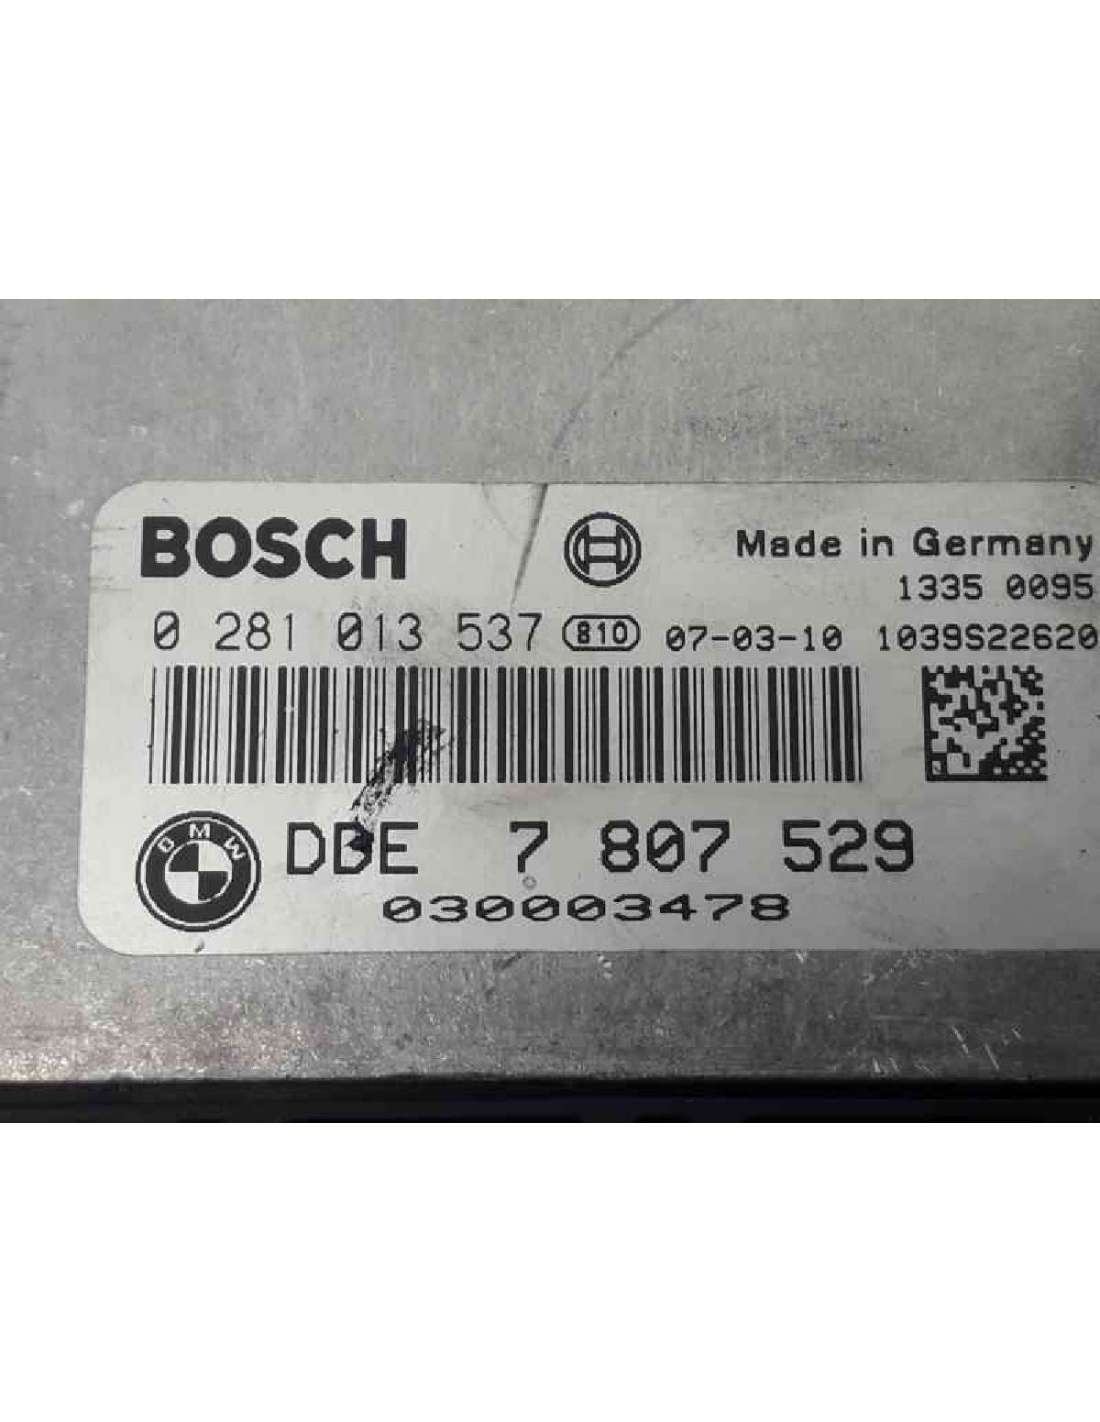 BOSCH
Made in Germany
1335 0095
0 281 013 537 810 07-03-10 1039S22620
BMW
DDE 7 807 529
030003478